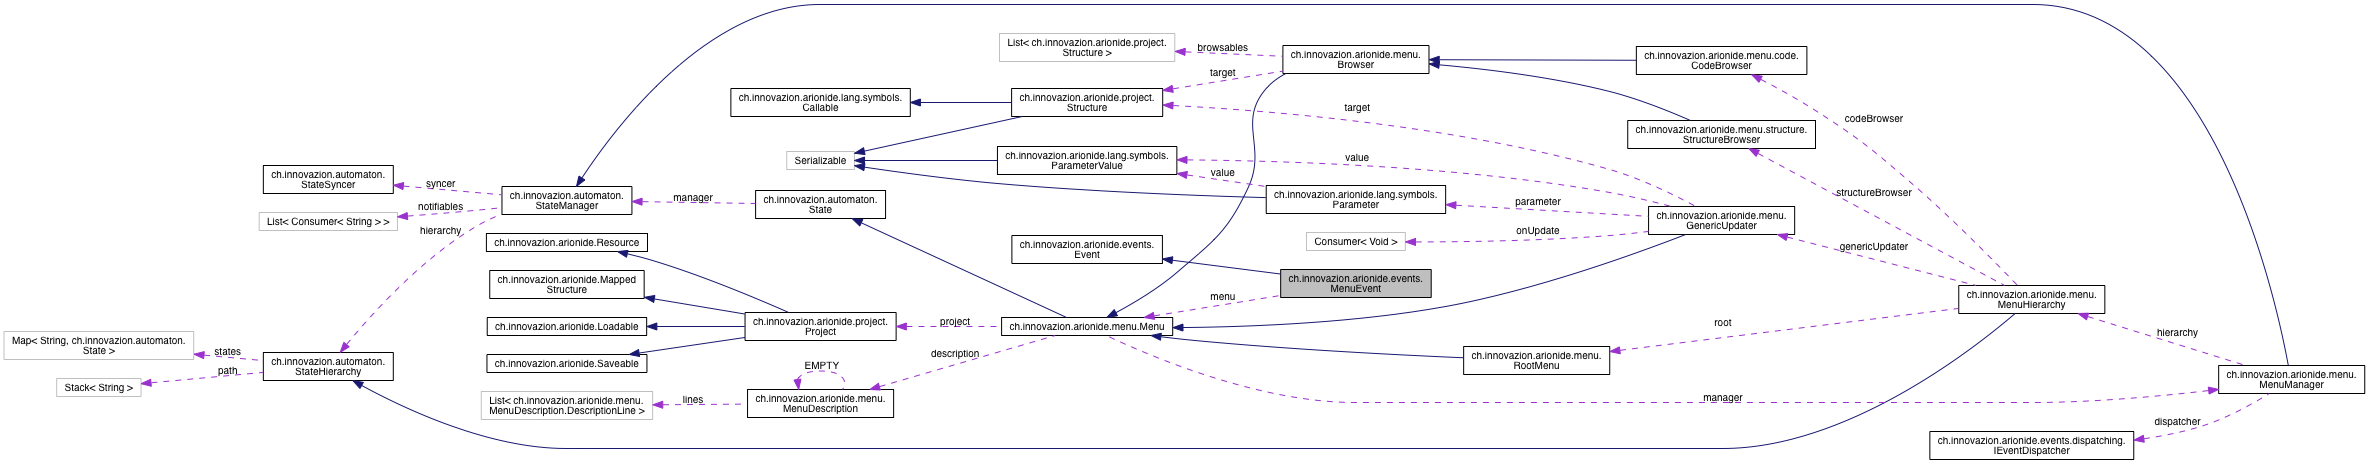 List< ch.innovazion.arionide.project.
Structure >
browsables
ch.innovazion.arionide.menu.
Browser
ch.innovazion.arionide.menu.code.
CodeBrowser
target
ch.innovazion.arionide.lang.symbols.
Callable
ch.innovazion.arionide.project.
Structure
target
codeBrowser
ch.innovazion.arionide.menu.structure.
StructureBrowser
Serializable
ch.innovazion.arionide.lang.symbols.
ParameterValue
value
value
ch.innovazion.automaton.
StateSyncer
syncer
ch.innovazion.automaton.
StateManager
manager
ch.innovazion.automaton.
State
ch.innovazion.arionide.lang.symbols.
Parameter
parameter
structureBrowser
List< Consumer< String > >
notifiables
hierarchy
ch.innovazion.arionide.menu.
GenericUpdater
onUpdate
Consumer< Void >
genericUpdater
ch.innovazion.arionide.Resource
ch.innovazion.arionide.events.
Event
ch.innovazion.arionide.Mapped
Structure
ch.innovazion.arionide.events.
MenuEvent
menu
ch.innovazion.arionide.menu.
MenuHierarchy
ch.innovazion.arionide.Loadable
ch.innovazion.arionide.project.
Project
project
ch.innovazion.arionide.menu.Menu
root
hierarchy
Map< String, ch.innovazion.automaton.
State >
states
ch.innovazion.automaton.
StateHierarchy
ch.innovazion.arionide.Saveable
description
EMPTY
ch.innovazion.arionide.menu.
RootMenu
path
Stack< String >
ch.innovazion.arionide.menu.
MenuManager
List< ch.innovazion.arionide.menu.
MenuDescription.DescriptionLine >
lines
ch.innovazion.arionide.menu.
MenuDescription
manager
dispatcher
ch.innovazion.arionide.events.dispatching.
IEventDispatcher